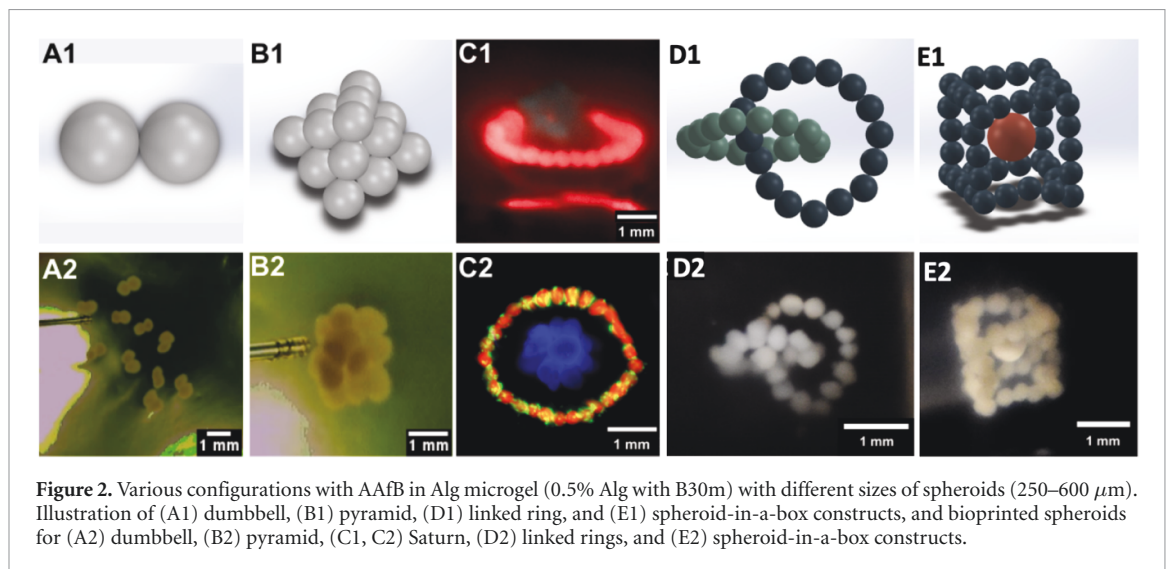 A1
B1
C1
D1
E1
1 mm
A2
B2
C2
D2
E2
1 mm
1 mm
1 mm
1 mm
1 mm
Figure 2. Various configurations with AAfB in Alg microgel (0.5% Alg with B30m) with different sizes of spheroids (250–600 μm).
Illustration of (A1) dumbbell, (B1) pyramid, (D1) linked ring, and (E1) spheroid-in-a-box constructs, and bioprinted spheroids
for (A2) dumbbell, (B2) pyramid, (C1, C2) Saturn, (D2) linked rings, and (E2) spheroid-in-a-box constructs.